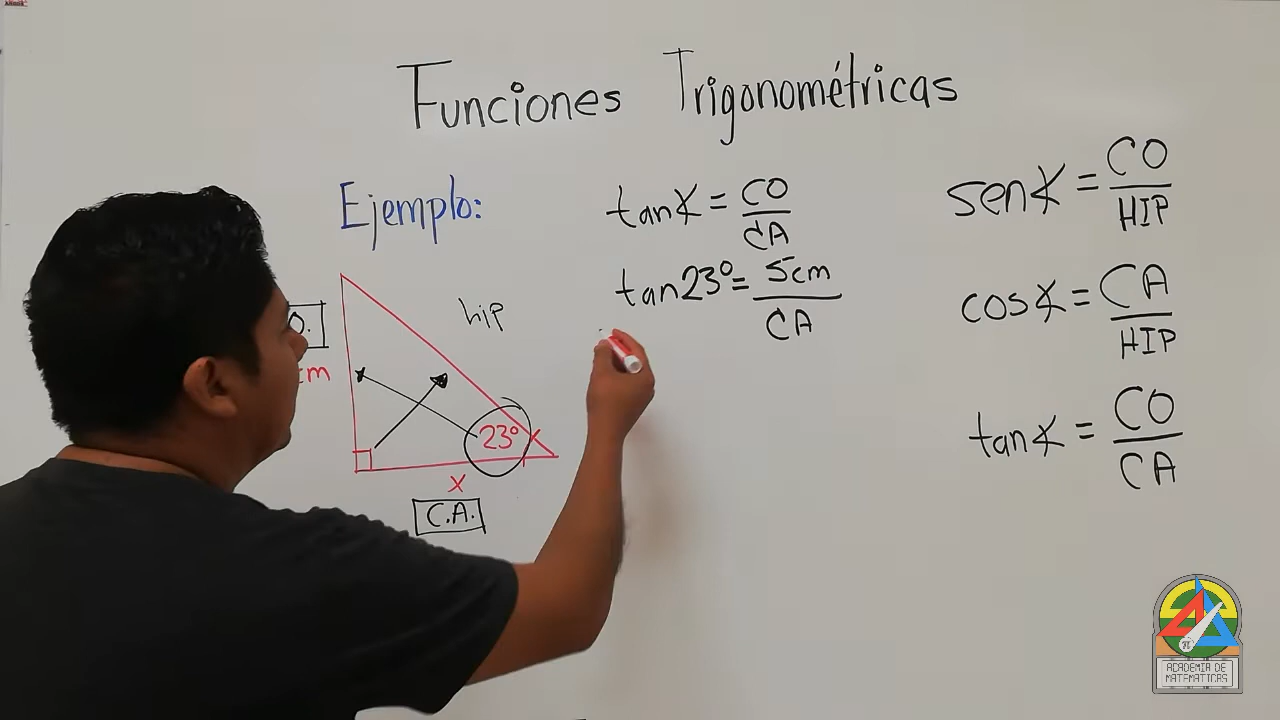 Funciones Trigonométricas
Ejemplo:
hip
23°
x
C.A.
tan∢ = CO/CA
tan23° = 5cm/CA
sen∢ = CO/HIP
cos∢ = CA/HIP
tan∢ = CO/CA
ACADEMIA DE
MATEMATICAS